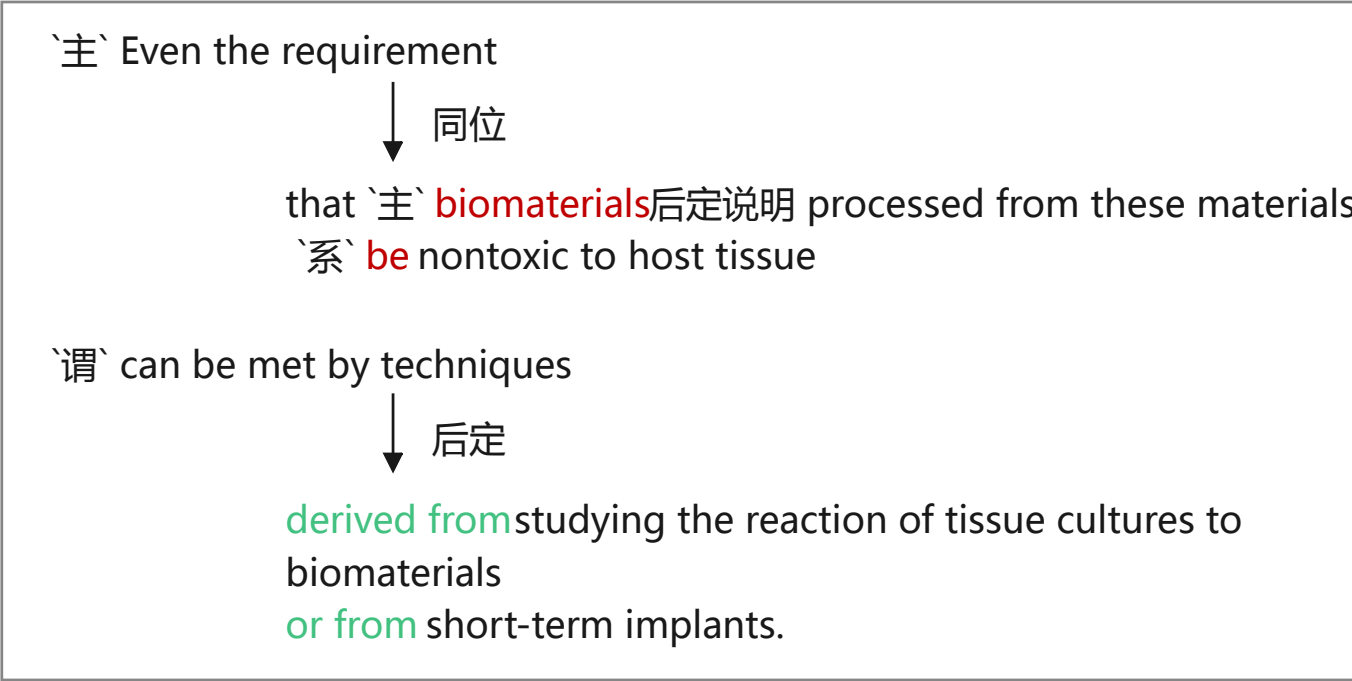 `主` Even the requirement
同位
that `主` biomaterials后定说明 processed from these materials
`系` be nontoxic to host tissue
`谓` can be met by techniques
后定
derived from studying the reaction of tissue cultures to
biomaterials
or from short-term implants.